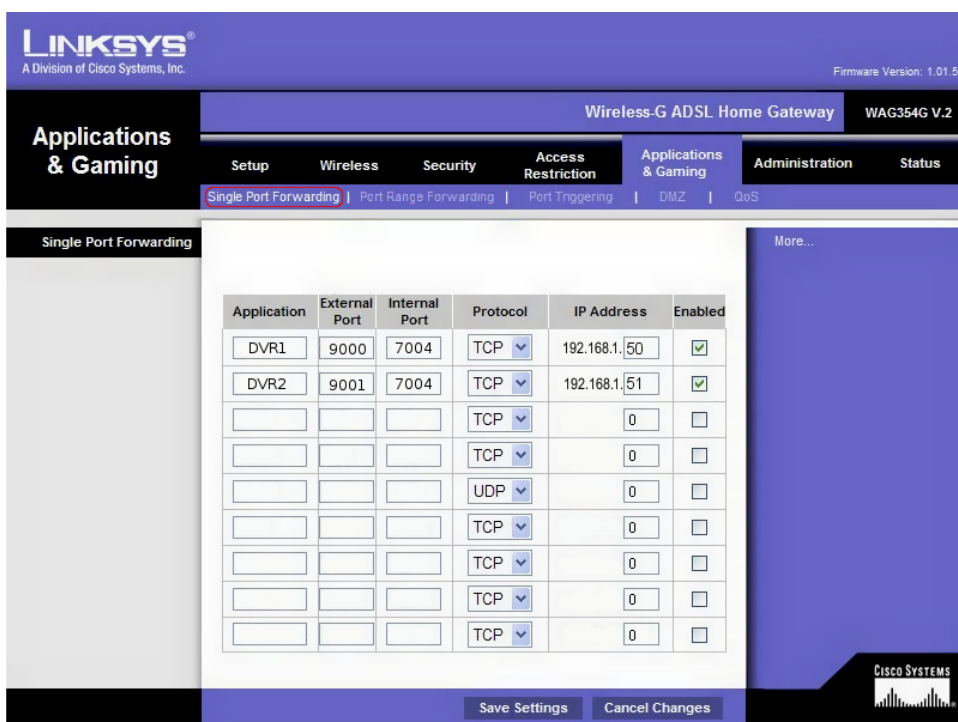 LINKSYS®
A Division of Cisco Systems, Inc.
Firmware Version: 1.01.5
Wireless-G ADSL Home Gateway WAG354G V.2
Applications & Gaming
Setup Wireless Security Access Restriction Applications & Gaming Administration Status
Single Port Forwarding | Port Range Forwarding | Port Triggering | DMZ | QoS
Single Port Forwarding
More...
Application External Port Internal Port Protocol IP Address Enabled
DVR1 9000 7004 TCP 192.168.1. 50
DVR2 9001 7004 TCP 192.168.1. 51
TCP 0
TCP 0
UDP 0
TCP 0
TCP 0
TCP 0
TCP 0
CISCO SYSTEMS
Save Settings Cancel Changes